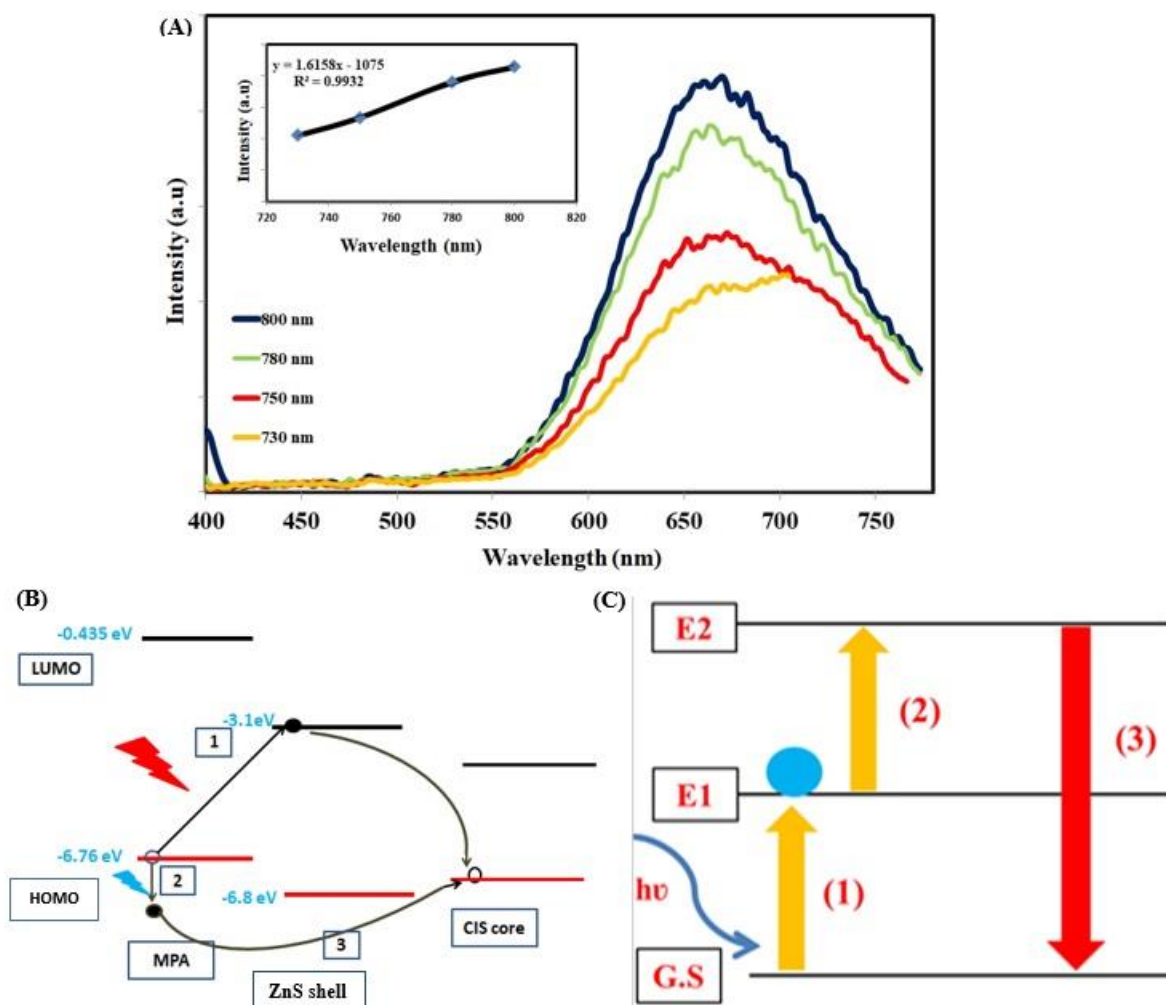 (A)
y = 1.6158x - 1075
R² = 0.9932
Intensity (a.u)
720 740 760 780 800 820
Wavelength (nm)
Intensity (a.u)
800 nm
780 nm
750 nm
730 nm
400 450 500 550 600 650 700 750
Wavelength (nm)
(B)
-0.435 eV
LUMO
-3.1eV
1
-6.76 eV
2
HOMO
-6.8 eV
MPA
3
CIS core
ZnS shell
(C)
E2
(2)
(3)
E1
hυ
(1)
G.S